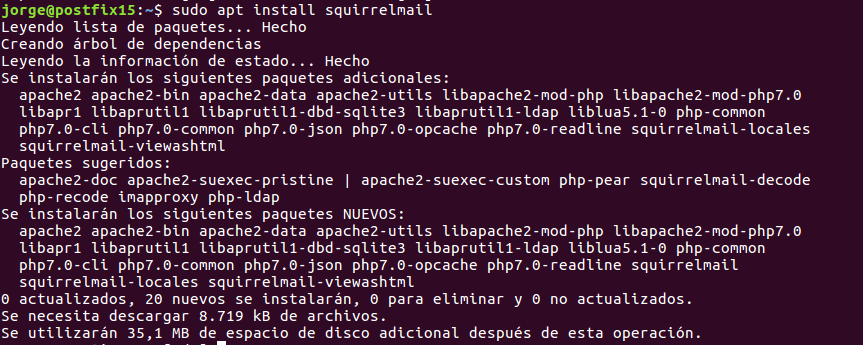 jorge@postfix15:~$ sudo apt install squirrelmail
Leyendo lista de paquetes... Hecho
Creando árbol de dependencias
Leyendo la información de estado... Hecho
Se instalarán los siguientes paquetes adicionales:
  apache2 apache2-bin apache2-data apache2-utils libapache2-mod-php libapache2-mod-php7.0
  libapr1 libaprutil1 libaprutil1-dbd-sqlite3 libaprutil1-ldap liblua5.1-0 php-common
  php7.0-cli php7.0-common php7.0-json php7.0-opcache php7.0-readline squirrelmail-locales
  squirrelmail-viewashtml
Paquetes sugeridos:
  apache2-doc apache2-suexec-pristine | apache2-suexec-custom php-pear squirrelmail-decode
  php-recode imapproxy php-ldap
Se instalarán los siguientes paquetes NUEVOS:
  apache2 apache2-bin apache2-data apache2-utils libapache2-mod-php libapache2-mod-php7.0
  libapr1 libaprutil1 libaprutil1-dbd-sqlite3 libaprutil1-ldap liblua5.1-0 php-common
  php7.0-cli php7.0-common php7.0-json php7.0-opcache php7.0-readline squirrelmail
  squirrelmail-locales squirrelmail-viewashtml
0 actualizados, 20 nuevos se instalarán, 0 para eliminar y 0 no actualizados.
Se necesita descargar 8.719 kB de archivos.
Se utilizarán 35,1 MB de espacio de disco adicional después de esta operación.